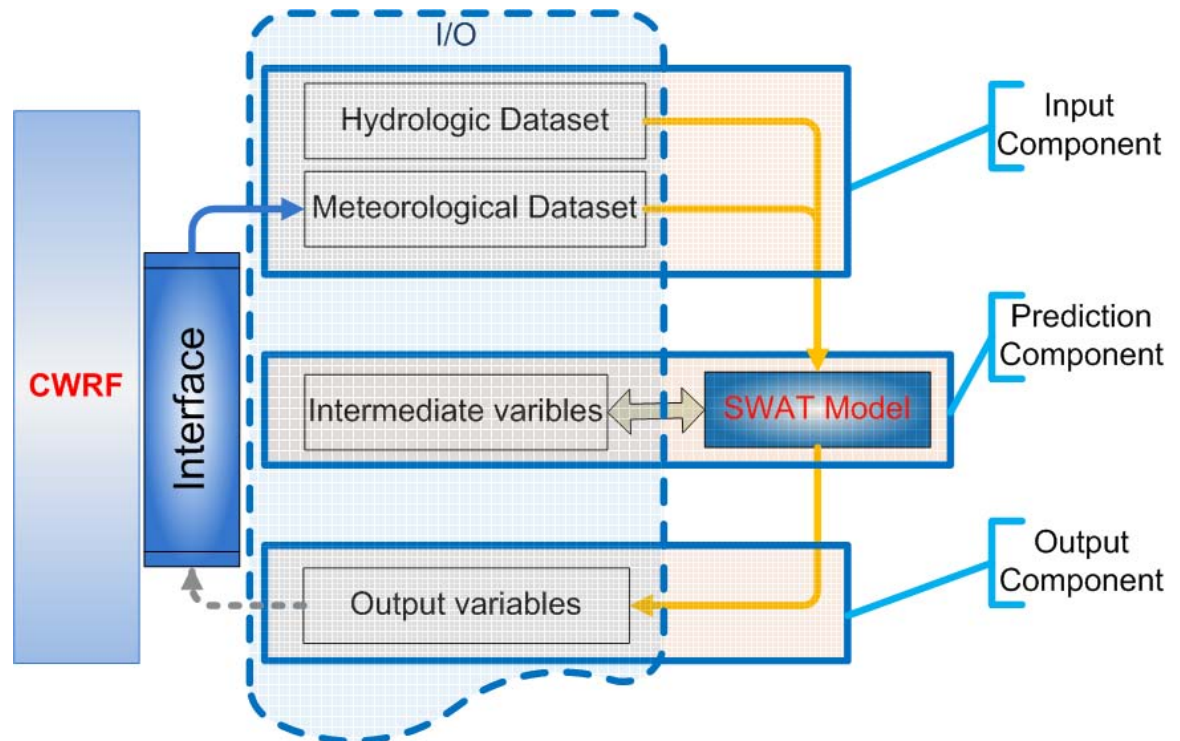 I/O
Hydrologic Dataset
Meteorological Dataset
Input
Component
CWRF
Interface
Intermediate varibles
SWAT Model
Prediction
Component
Output variables
Output
Component